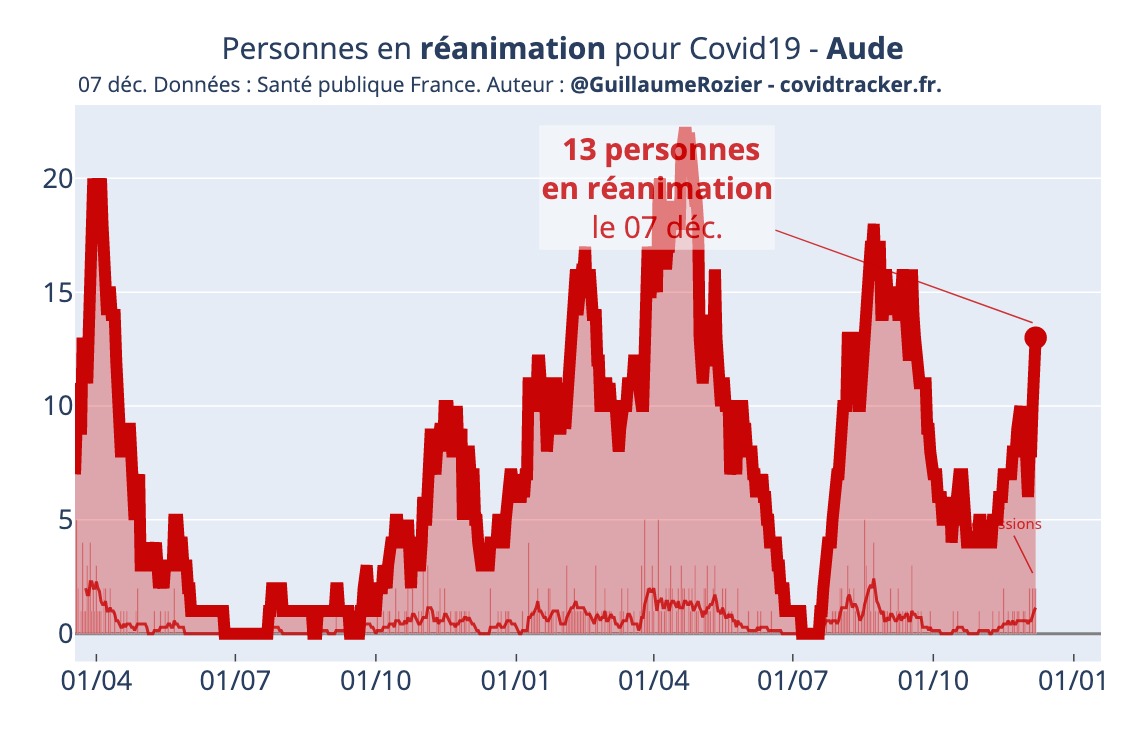 Personnes en réanimation pour Covid19 - Aude
07 déc. Données : Santé publique France. Auteur : @GuillaumeRozier - covidtracker.fr.
13 personnes
en réanimation
le 07 déc.
20
15
10
5
0
ssions
01/04
01/07
01/10
01/01
01/04
01/07
01/10
01/01